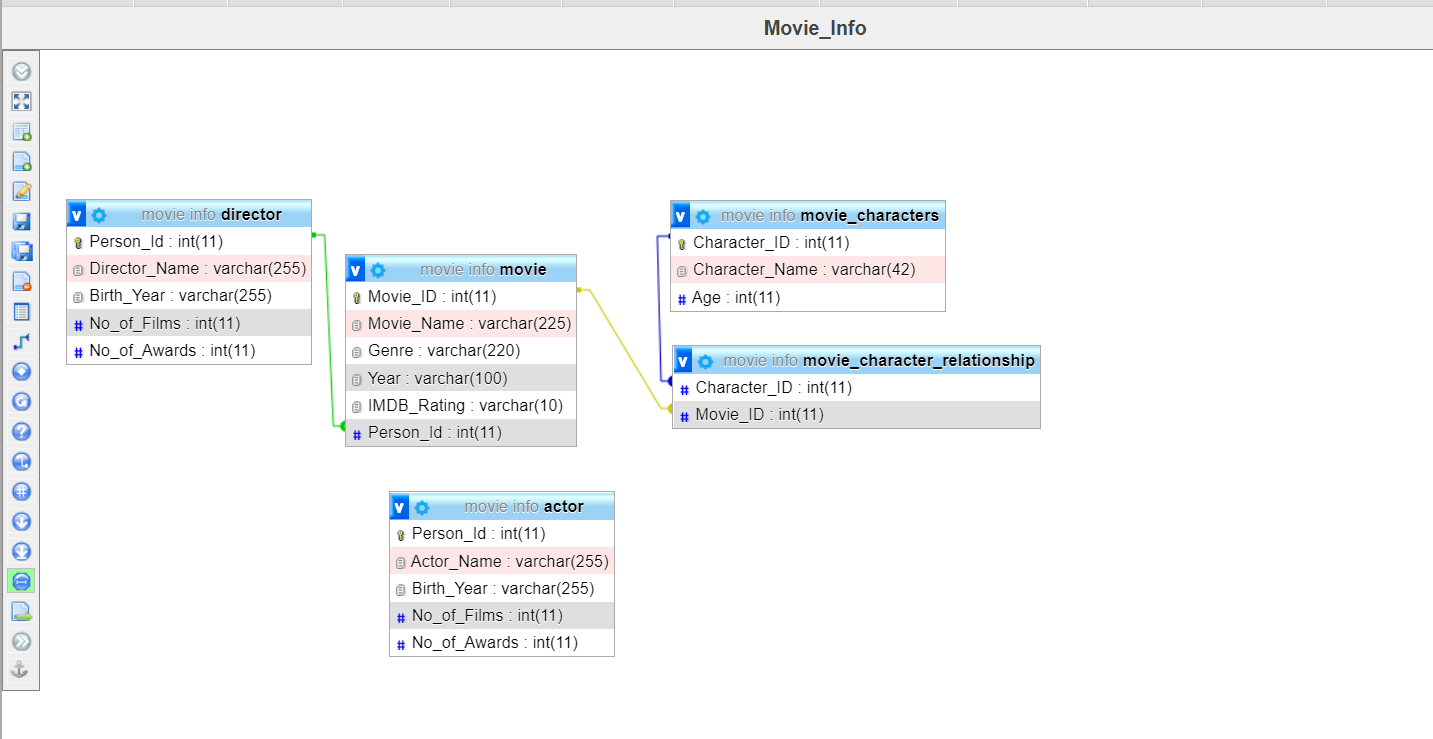 Movie_Info
v movie info director
Person_Id : int(11)
Director_Name : varchar(255)
Birth_Year : varchar(255)
# No_of_Films : int(11)
# No_of_Awards : int(11)
v movie info movie
Movie_ID : int(11)
Movie_Name : varchar(225)
Genre : varchar(220)
Year : varchar(100)
IMDB_Rating : varchar(10)
# Person_Id : int(11)
v movie info movie_characters
Character_ID : int(11)
Character_Name : varchar(42)
# Age : int(11)
v movie info movie_character_relationship
# Character_ID : int(11)
# Movie_ID : int(11)
v movie info actor
Person_Id : int(11)
Actor_Name : varchar(255)
Birth_Year : varchar(255)
# No_of_Films : int(11)
# No_of_Awards : int(11)